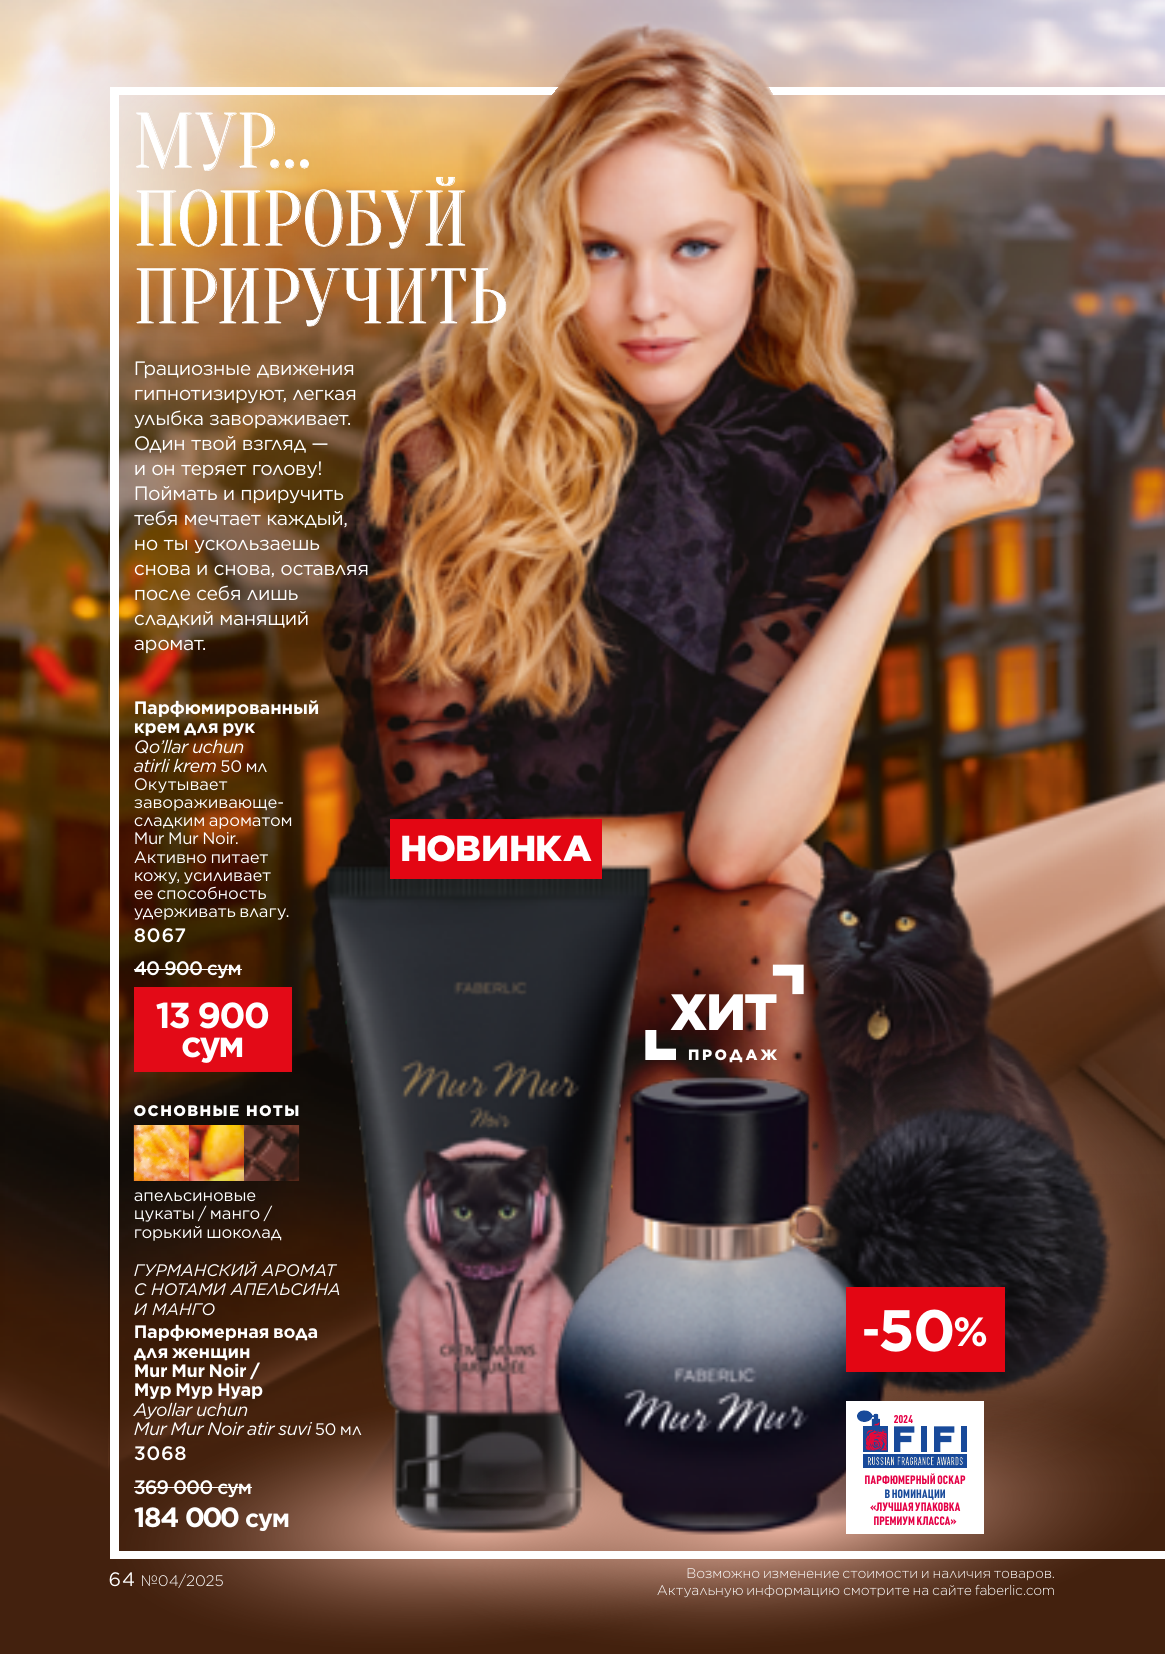 МУР...
ПОПРОБУЙ
ПРИРУЧИТЬ
Грациозные движения
гипнотизируют, легкая
улыбка завораживает.
Один твой взгляд —
и он теряет голову!
Поймать и приручить
тебя мечтает каждый,
но ты ускользаешь
снова и снова, оставляя
после себя лишь
сладкий манящий
аромат.
Парфюмированный
крем для рук
Qo'llar uchun
atirli krem 50 мл
Окутывает
завораживающе-
сладким ароматом
Mur Mur Noir.
Активно питает
кожу, усиливает
ее способность
удерживать влагу.
8067
40 900 сум
13 900
сум
ОСНОВНЫЕ НОТЫ
апельсиновые
цукаты / манго /
горький шоколад
ГУРМАНСКИЙ АРОМАТ
С НОТАМИ АПЕЛЬСИНА
И МАНГО
Парфюмерная вода
для женщин
Mur Mur Noir /
Мур Мур Нуар
Ayollar uchun
Mur Mur Noir atir suvi 50 мл
3068
369 000 сум
184 000 сум
НОВИНКА
FABERLIC
Mur Mur
Noir
CRÈME MAINS
PARFUMÉE
ХИТ
ПРОДАЖ
FABERLIC
Mur Mur
-50%
2024
FIFI
RUSSIAN FRAGRANCE AWARDS
ПАРФЮМЕРНЫЙ ОСКАР
В НОМИНАЦИИ
«ЛУЧШАЯ УПАКОВКА
ПРЕМИУМ КЛАССА»
64 №04/2025
Возможно изменение стоимости и наличия товаров.
Актуальную информацию смотрите на сайте faberlic.com